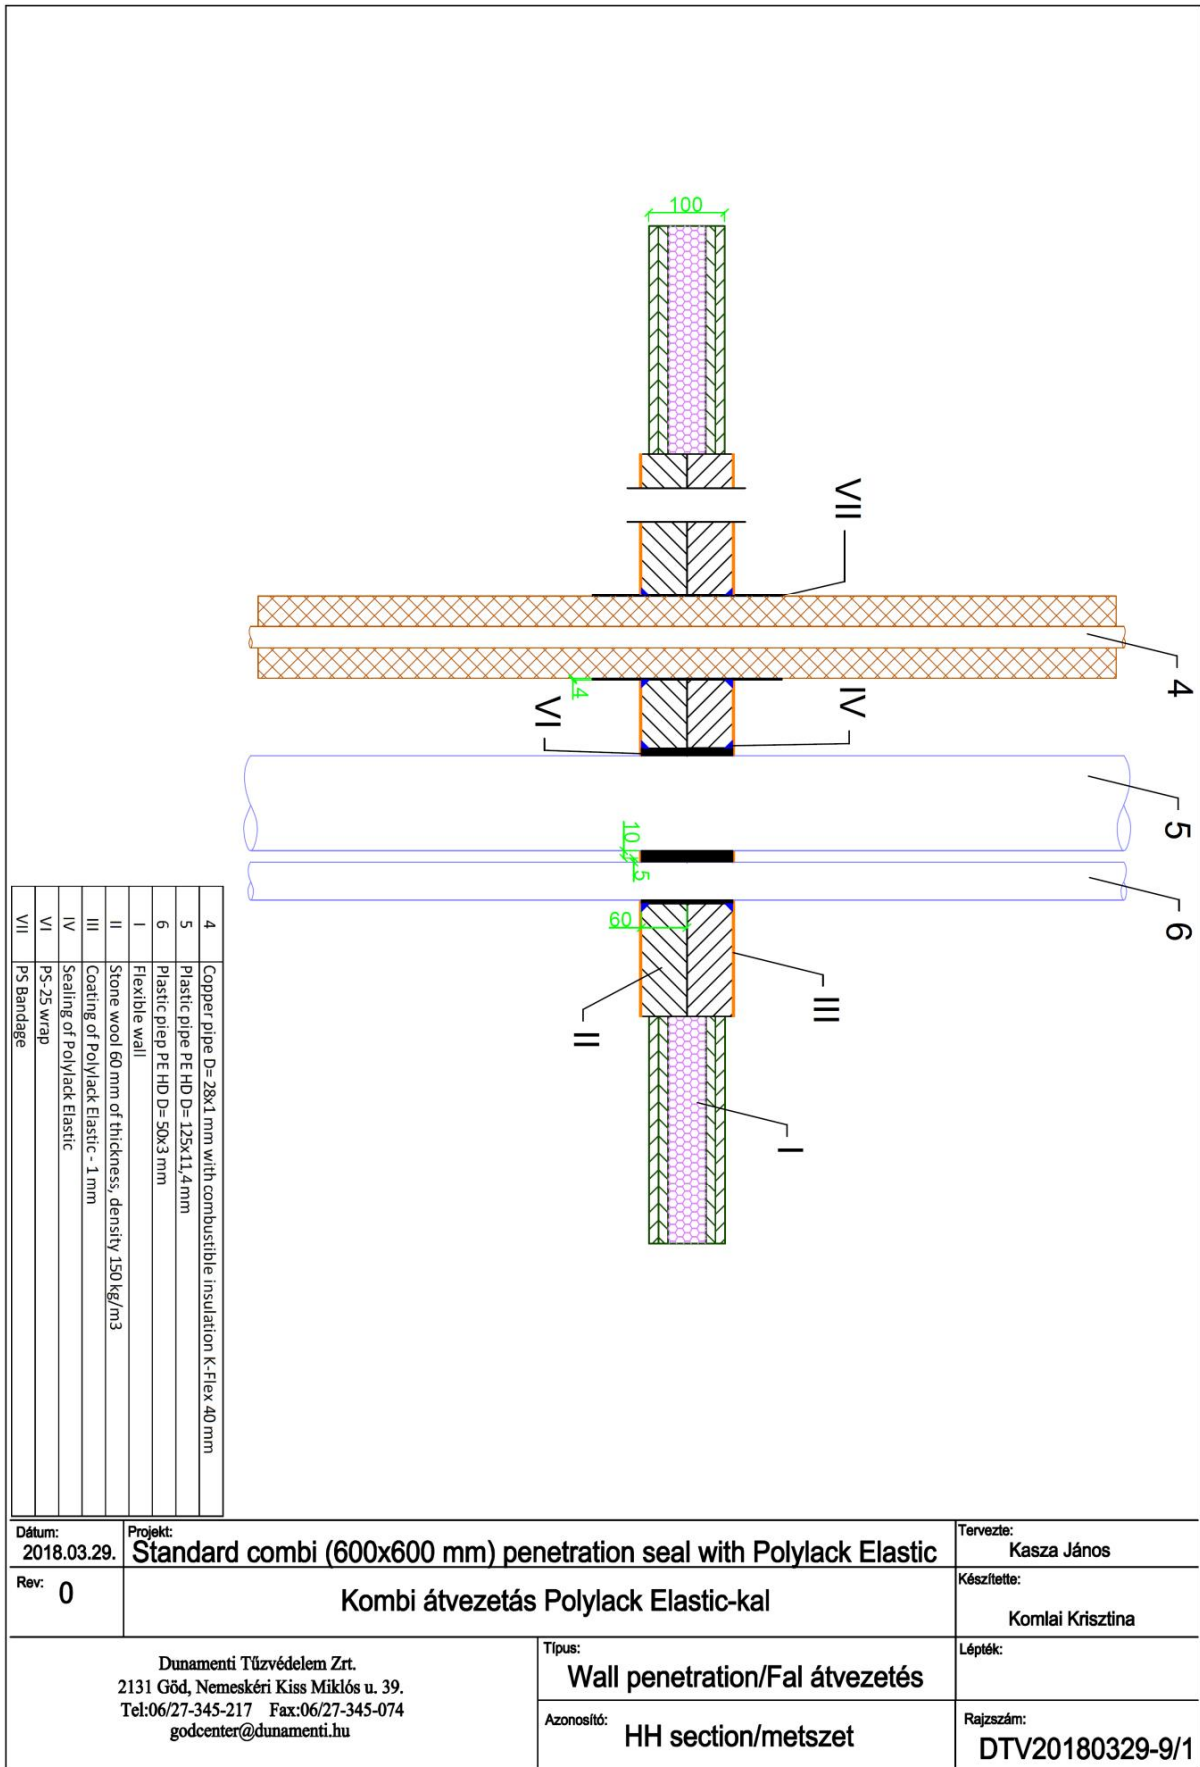 100
VII
4
4
IV
VI
5
10
5
6
60
III
II
I
4 Copper pipe D= 28x1 mm with combustible insulation K-Flex 40 mm
5 Plastic pipe PE HD D= 125x11,4 mm
6 Plastic piep PE HD D= 50x3 mm
I Flexible wall
II Stone wool 60 mm of thickness, density 150 kg/m3
III Coating of Polylack Elastic - 1 mm
IV Sealing of Polylack Elastic
VI PS-25 wrap
VII PS Bandage
Dátum:
2018.03.29.
Projekt:
Standard combi (600x600 mm) penetration seal with Polylack Elastic
Tervezte:
Kasza János
Rev: 0
Kombi átvezetás Polylack Elastic-kal
Készítette:
Komlai Krisztina
Dunamenti Tűzvédelem Zrt.
2131 Göd, Nemeskéri Kiss Miklós u. 39.
Tel:06/27-345-217 Fax:06/27-345-074
godcenter@dunamenti.hu
Típus:
Wall penetration/Fal átvezetés
Lépték:
Azonosító:
HH section/metszet
Rajzszám:
DTV20180329-9/1